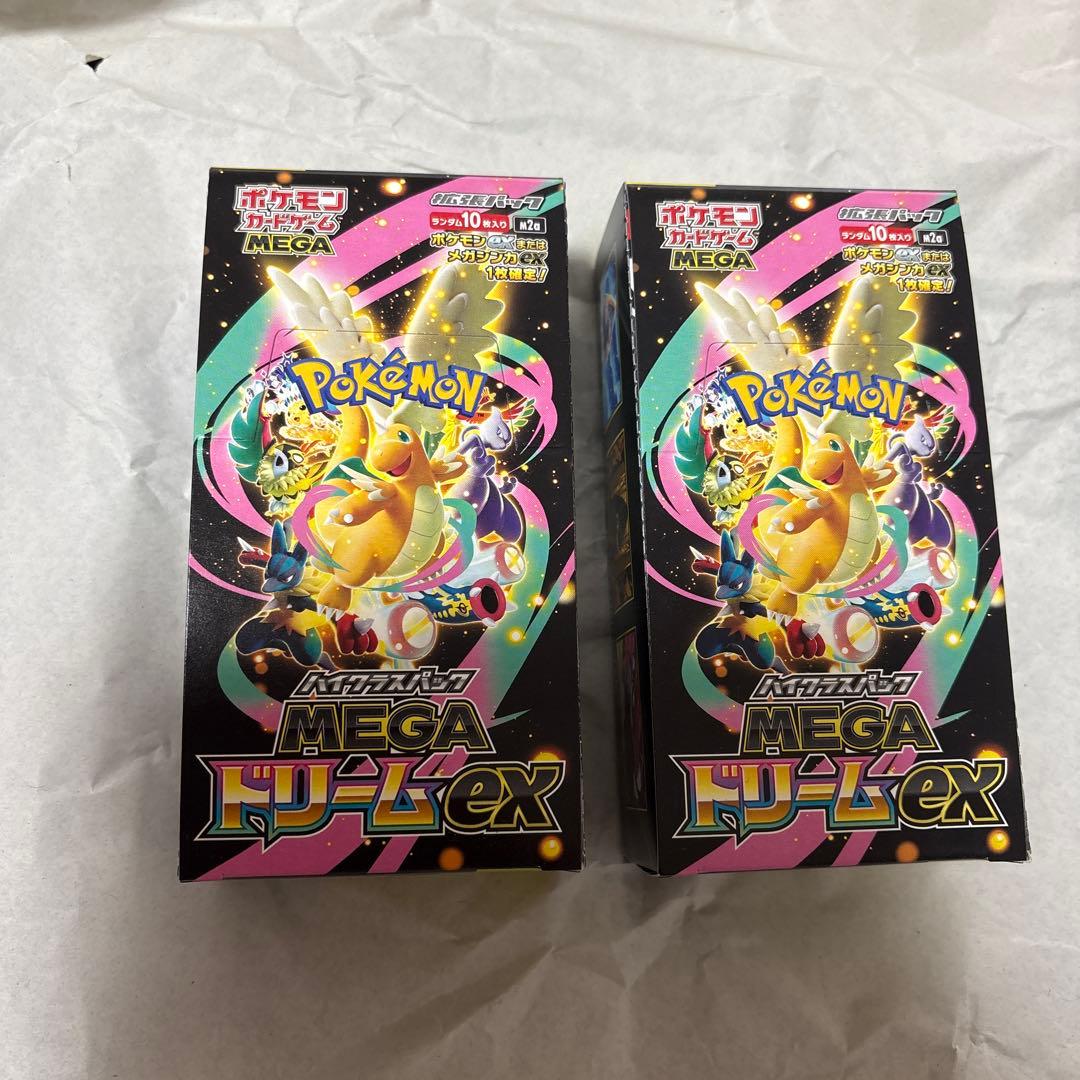 ポケモン
カードゲーム
MEGA
拡張パック
ランダム10枚入り
M2a
ポケモンexまたは
メガシンカex
1枚確定!
Pokémon
TM
ハイクラスパック
MEGA
ドリームex
ポケモン
カードゲーム
MEGA
拡張パック
ランダム10枚入り
M2a
ポケモンexまたは
メガシンカex
1枚確定!
Pokémon
TM
ハイクラスパック
MEGA
ドリームex